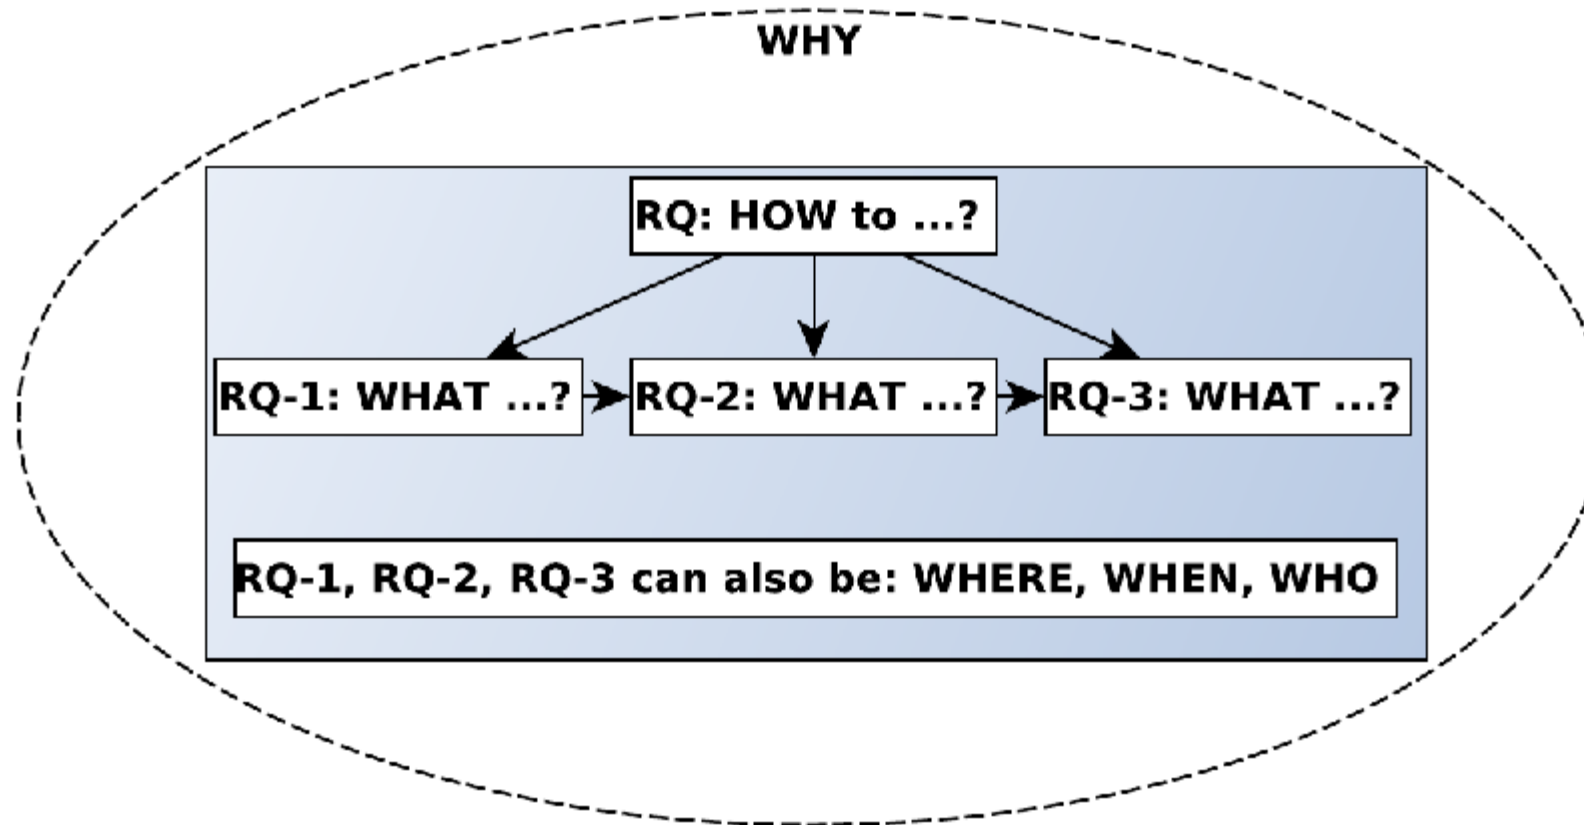 WHY
RQ: HOW to ...?
RQ-1: WHAT ...?
RQ-2: WHAT ...?
RQ-3: WHAT ...?
RQ-1, RQ-2, RQ-3 can also be: WHERE, WHEN, WHO